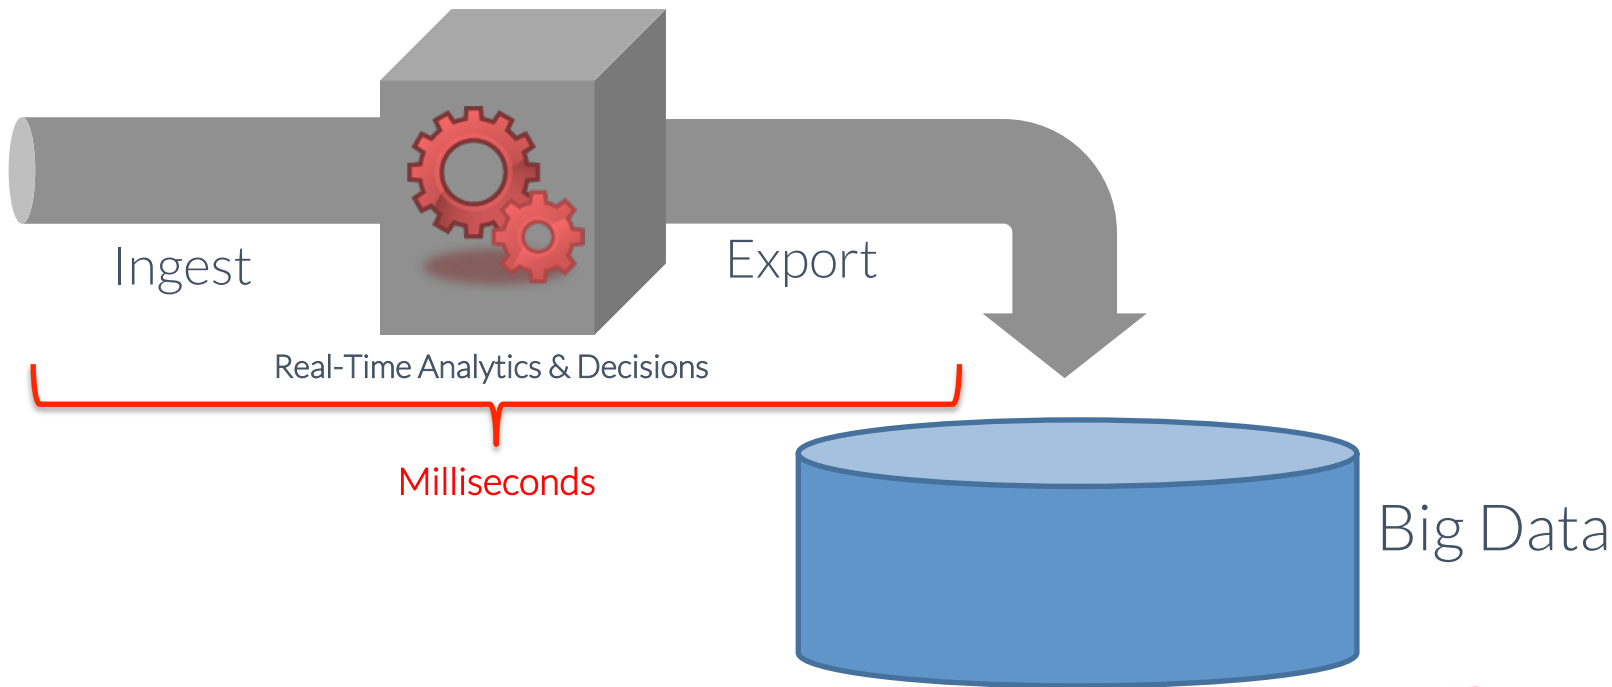 Ingest
Export
Real-Time Analytics & Decisions
Milliseconds
Big Data